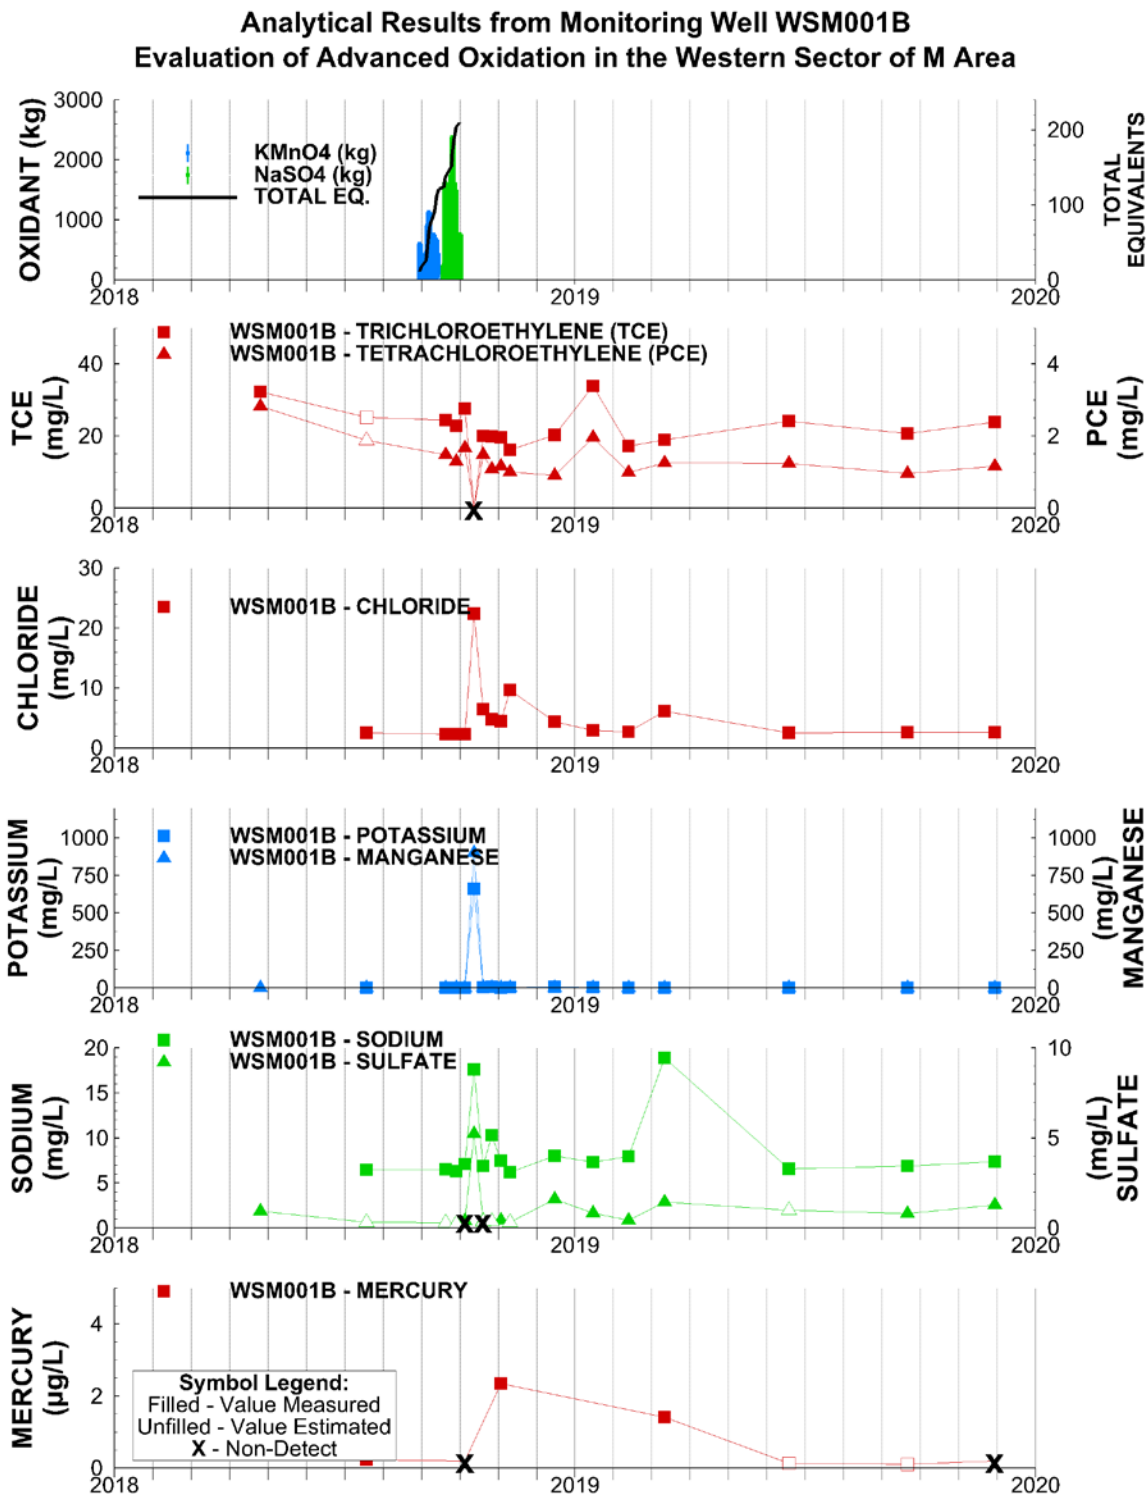 Analytical Results from Monitoring Well WSM001B
Evaluation of Advanced Oxidation in the Western Sector of M Area
OXIDANT (kg)
3000
2000
1000
0
KMnO4 (kg)
NaSO4 (kg)
TOTAL EQ.
200
100
0
TOTAL
EQUIVALENTS
2018
2019
2020
TCE
(mg/L)
40
20
0
WSM001B - TRICHLOROETHYLENE (TCE)
WSM001B - TETRACHLOROETHYLENE (PCE)
X
4
2
0
PCE
(mg/L)
2018
2019
2020
CHLORIDE
(mg/L)
30
20
10
0
WSM001B - CHLORIDE
2018
2019
2020
POTASSIUM
(mg/L)
1000
750
500
250
0
WSM001B - POTASSIUM
WSM001B - MANGANESE
1000
750
500
250
0
(mg/L)
MANGANESE
2018
2019
2020
SODIUM
(mg/L)
20
15
10
5
0
WSM001B - SODIUM
WSM001B - SULFATE
X X
10
5
0
(mg/L)
SULFATE
2018
2019
2020
MERCURY
(µg/L)
4
2
0
WSM001B - MERCURY
Symbol Legend:
Filled - Value Measured
Unfilled - Value Estimated
X - Non-Detect
X
X
2018
2019
2020